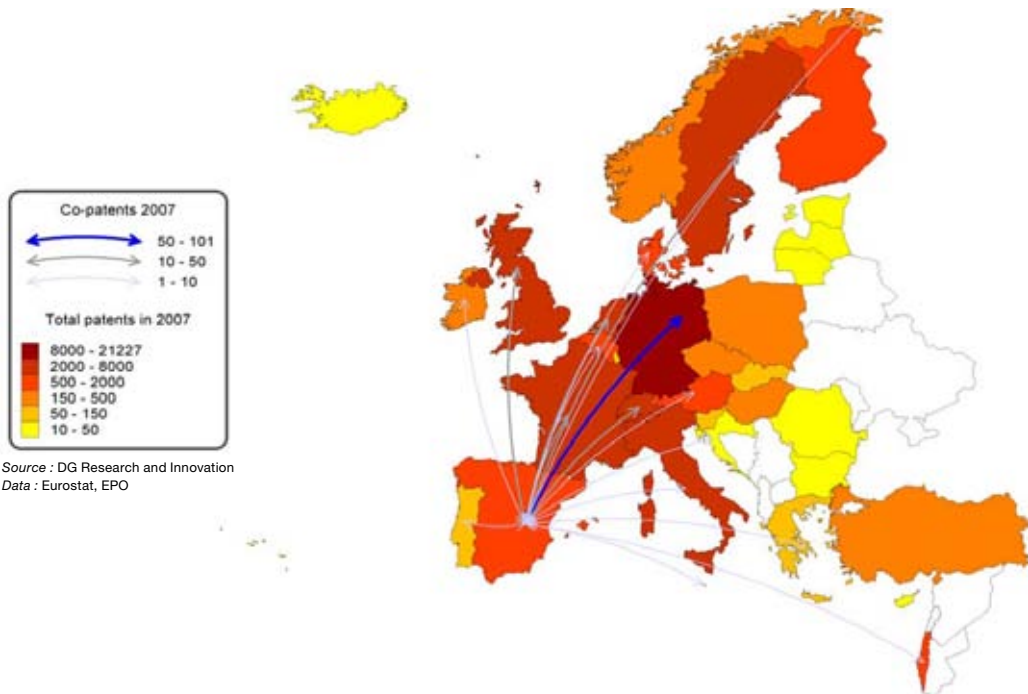 Co-patents 2007
50 - 101
10 - 50
1 - 10
Total patents in 2007
8000 - 21227
2000 - 8000
500 - 2000
150 - 500
50 - 150
10 - 50
Source : DG Research and Innovation
Data : Eurostat, EPO